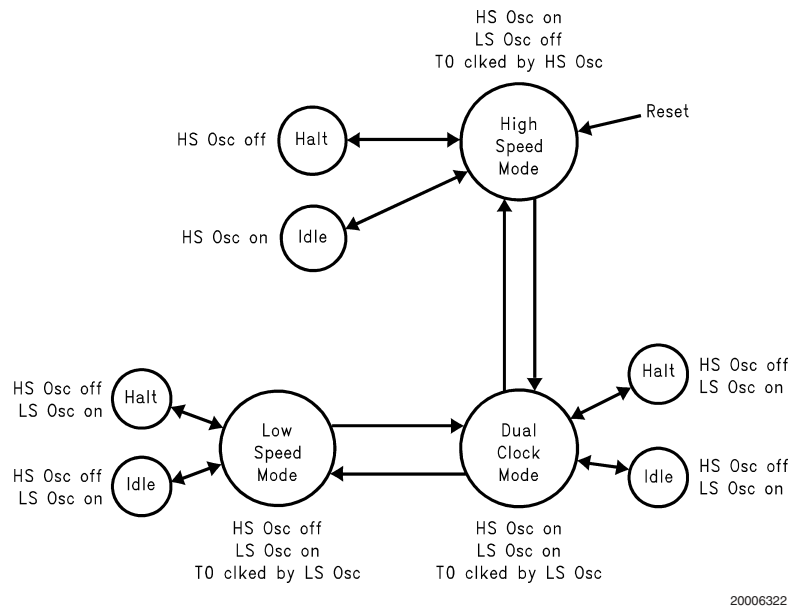 HS Osc on
LS Osc off
T0 clked by HS Osc
High
Speed
Mode
Reset
HS Osc off
Halt
HS Osc on
Idle
HS Osc off
LS Osc on
Halt
HS Osc off
LS Osc on
Idle
Low
Speed
Mode
HS Osc off
LS Osc on
T0 clked by LS Osc
Dual
Clock
Mode
HS Osc on
LS Osc on
T0 clked by LS Osc
Halt
HS Osc off
LS Osc on
Idle
HS Osc off
LS Osc on
20006322